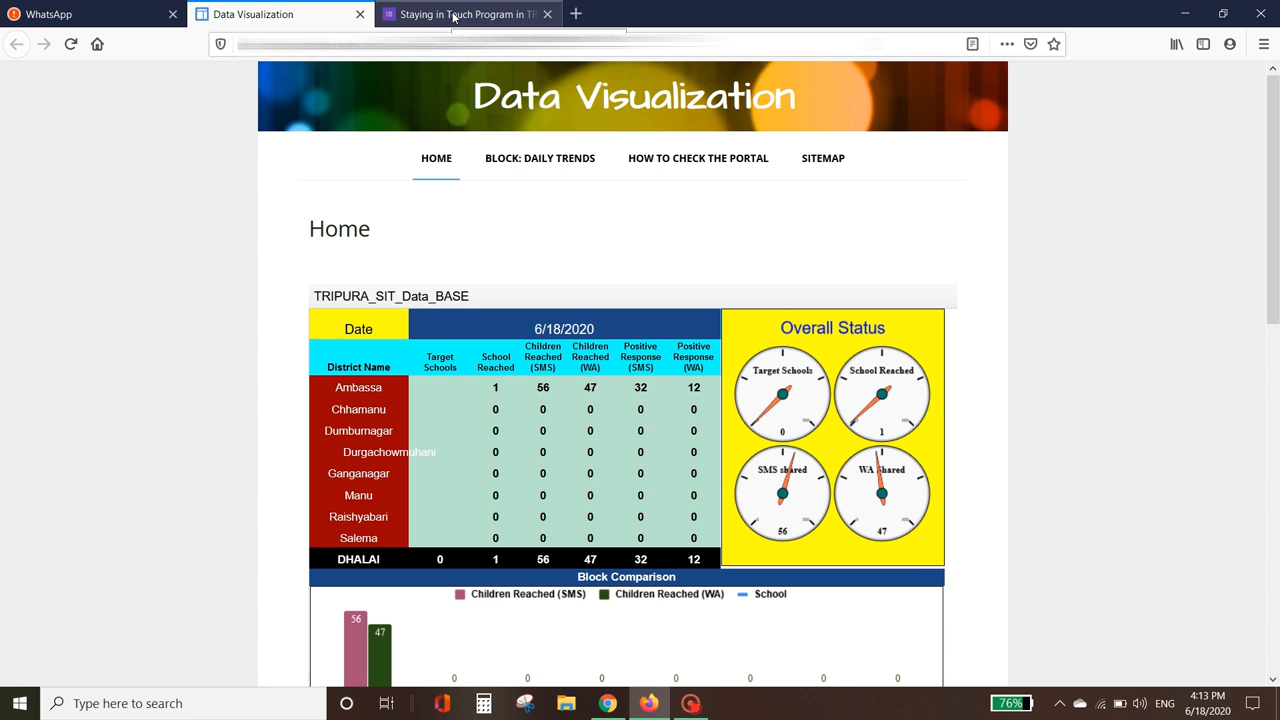 WhatsApp
Data Visualization
Staying in Touch Program in TR
Data Visualization
HOME BLOCK: DAILY TRENDS HOW TO CHECK THE PORTAL SITEMAP
Home
TRIPURA_SIT_Data_BASE
Date 6/18/2020
District Name Target Schools School Reached Children Reached (SMS) Children Reached (WA) Positive Response (SMS) Positive Response (WA)
Ambassa 1 56 47 32 12
Chhamanu 0 0 0 0 0
Dumburnagar 0 0 0 0 0
Durgachowmuhani 0 0 0 0 0
Ganganagar 0 0 0 0 0
Manu 0 0 0 0 0
Raishyabari 0 0 0 0 0
Salema 0 0 0 0 0
DHALAI 0 1 56 47 32 12
Overall Status
Target Schools School Reached
0 1
SMS shared WA Shared
56 47
Block Comparison
Children Reached (SMS) Children Reached (WA) School
56
47
0 0 0 0 0 0 0
Type here to search
76%
ENG
4:13 PM
6/18/2020